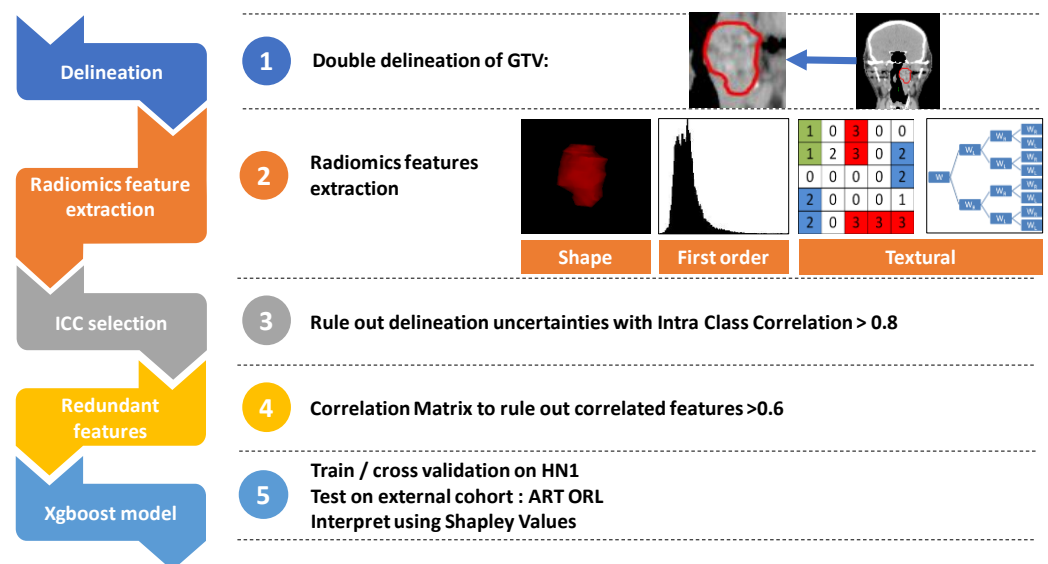 Delineation
1
Double delineation of GTV:
Radiomics feature
extraction
2
Radiomics features
extraction
1 0 3 0 0
1 2 3 0 2
0 0 0 0 2
2 0 0 0 1
2 0 3 3 3
W
Shape
First order
Textural
ICC selection
3
Rule out delineation uncertainties with Intra Class Correlation > 0.8
Redundant
features
4
Correlation Matrix to rule out correlated features >0.6
Xgboost model
5
Train / cross validation on HN1
Test on external cohort : ART ORL
Interpret using Shapley Values